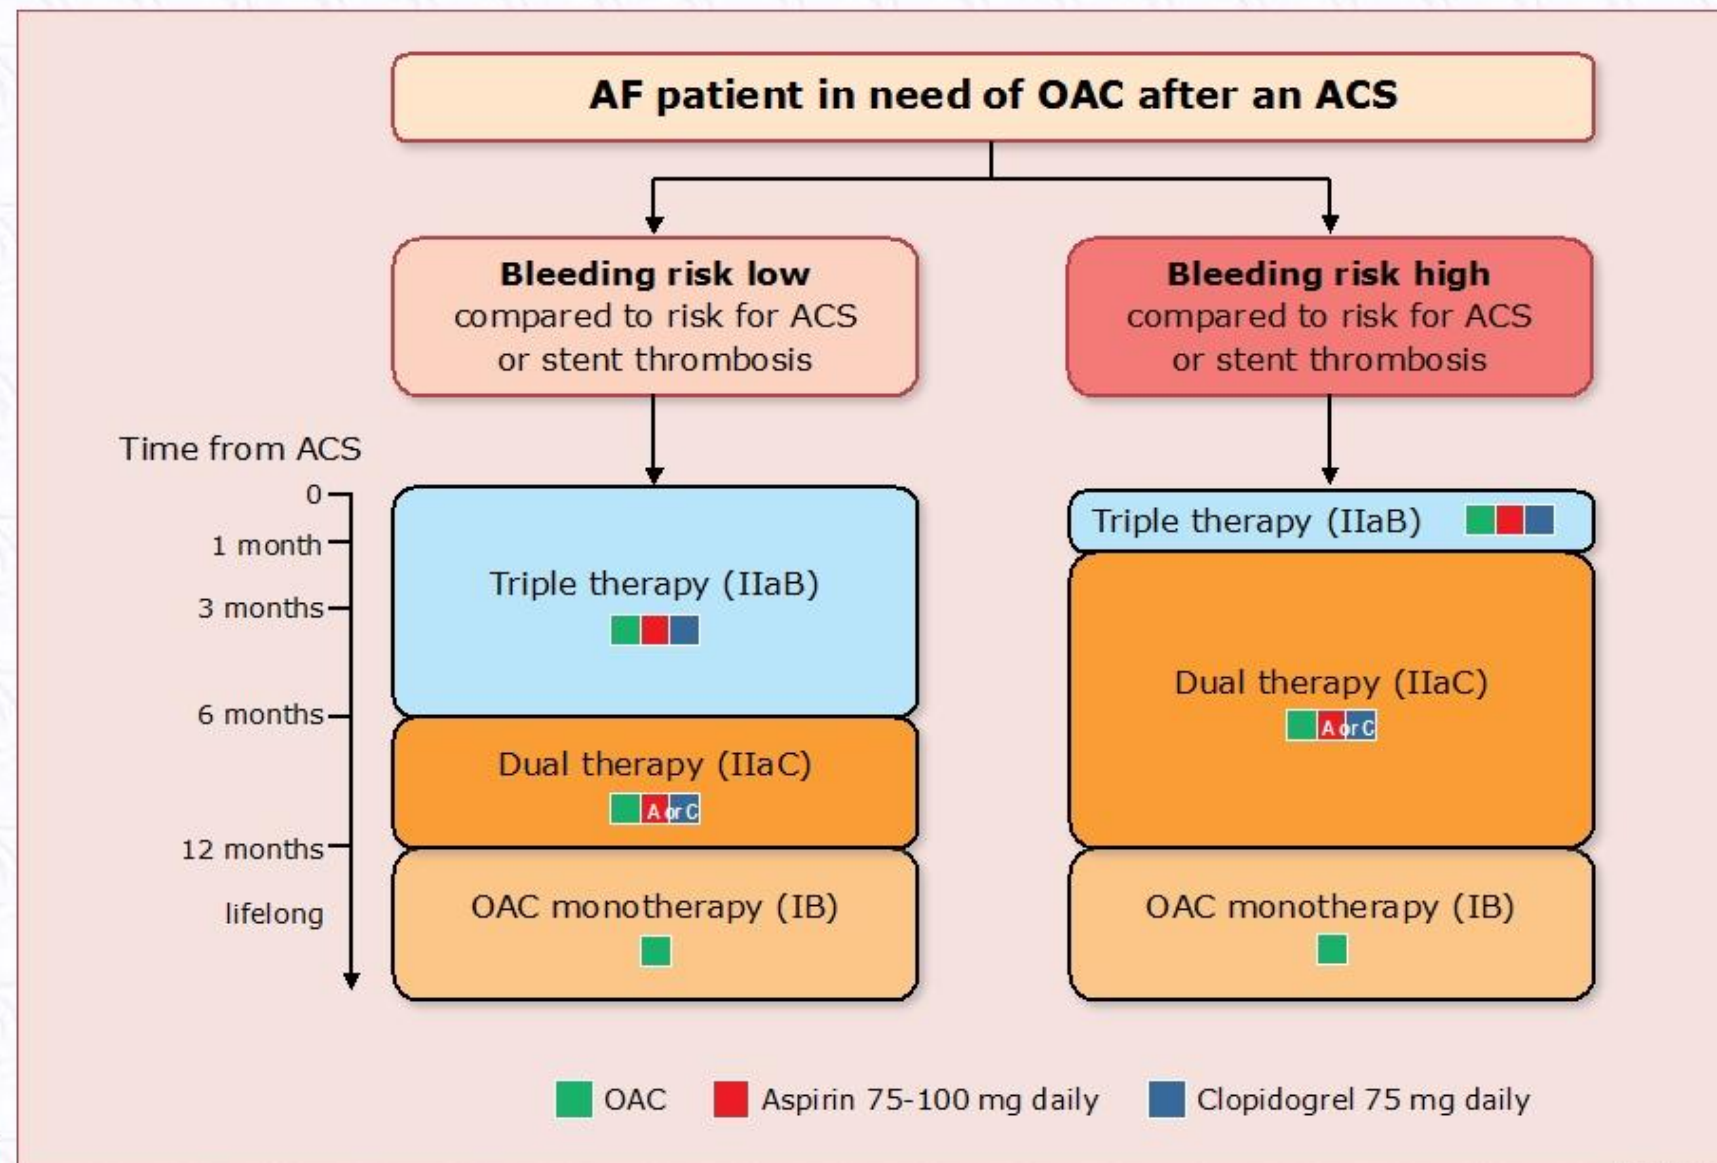 AF patient in need of OAC after an ACS
Bleeding risk low
compared to risk for ACS
or stent thrombosis
Bleeding risk high
compared to risk for ACS
or stent thrombosis
Time from ACS
0
1 month
3 months
6 months
12 months
lifelong
Triple therapy (IIaB)
Dual therapy (IIaC)
A or C
OAC monotherapy (IB)
Triple therapy (IIaB)
Dual therapy (IIaC)
A or C
OAC monotherapy (IB)
OAC
Aspirin 75-100 mg daily
Clopidogrel 75 mg daily